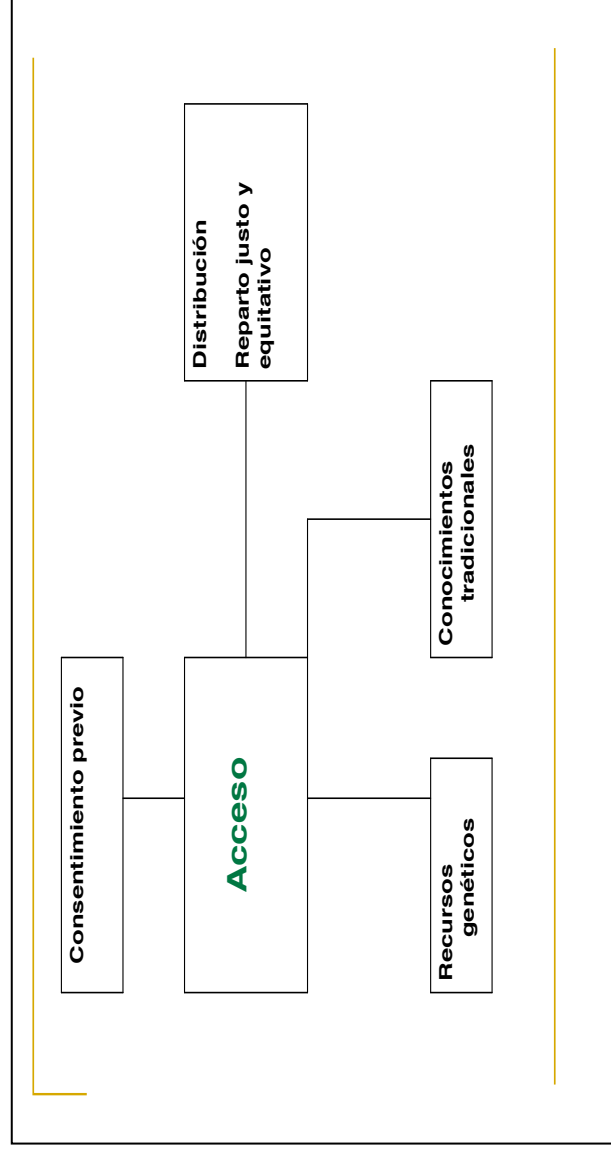 Consentimiento previo
Acceso
Distribución
Reparto justo y
equitativo
Recursos
genéticos
Conocimientos
tradicionales